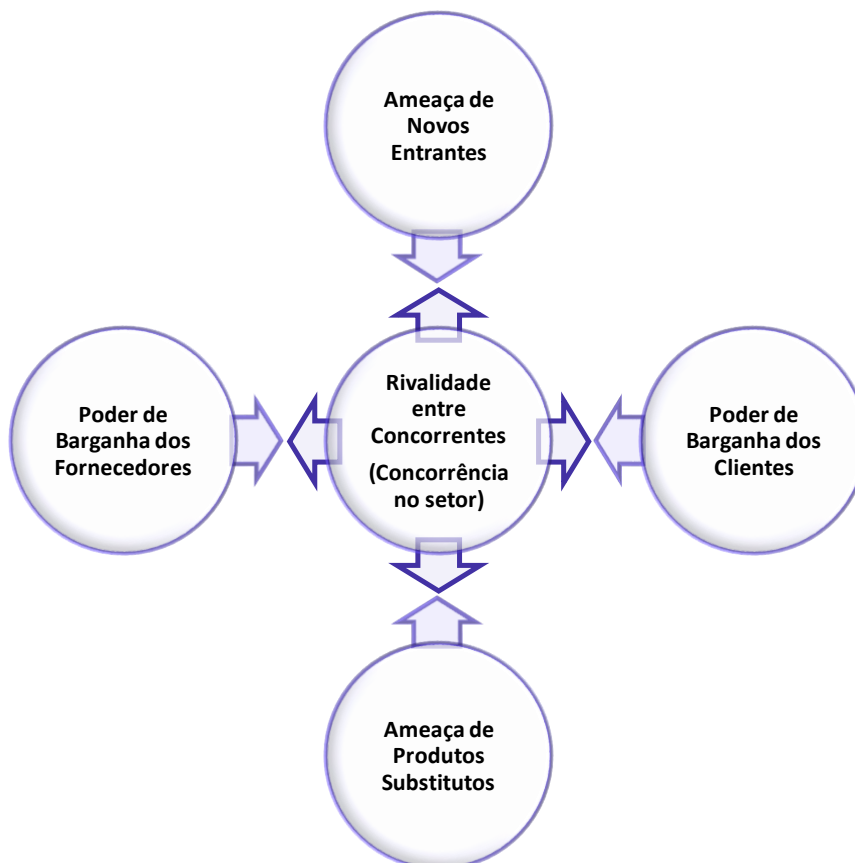 Ameaça de
Novos
Entrantes
Poder de
Barganha dos
Fornecedores
Rivalidade
entre
Concorrentes
(Concorrência
no setor)
Poder de
Barganha dos
Clientes
Ameaça de
Produtos
Substitutos